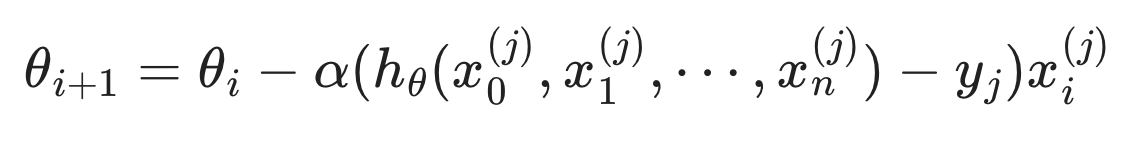 θ_{i+1} = θ_i − α(h_θ(x_0^{(j)}, x_1^{(j)}, ⋯, x_n^{(j)}) − y_j)x_i^{(j)}